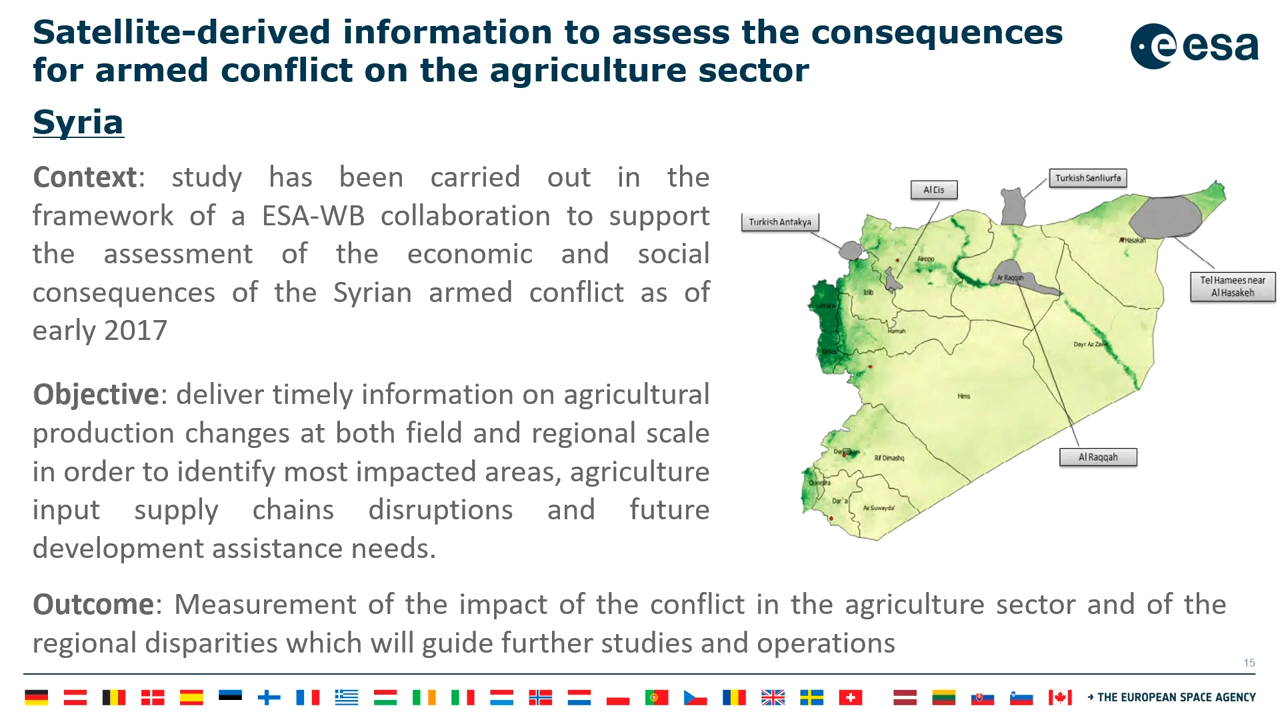 Satellite-derived information to assess the consequences
for armed conflict on the agriculture sector
esa
Syria
Context: study has been carried out in the
framework of a ESA-WB collaboration to support
the assessment of the economic and social
consequences of the Syrian armed conflict as of
early 2017
Objective: deliver timely information on agricultural
production changes at both field and regional scale
in order to identify most impacted areas, agriculture
input supply chains disruptions and future
development assistance needs.
Turkish Sanliurfa
Al Eis
Turkish Antakya
Al Hasakah
Aleppo
Ar Raqqah
Tel Hamees near
Al Hasakeh
Idlib
Hamah
Dayr Az Zawr
Hims
Al Raqqah
Rif Dimashq
Dar`a
As Suwayda'
Outcome: Measurement of the impact of the conflict in the agriculture sector and of the
regional disparities which will guide further studies and operations
15
→ THE EUROPEAN SPACE AGENCY